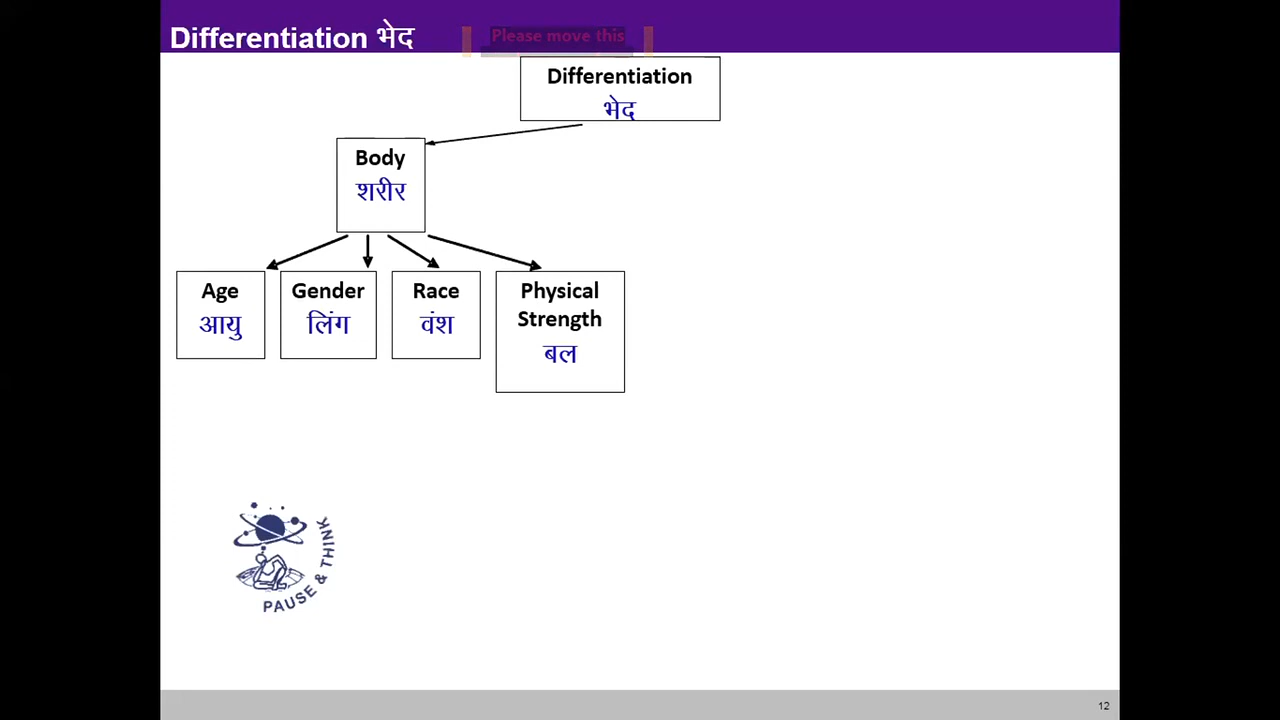 Differentiation भेद
Please move this
Differentiation
भेद
Body
शरीर
Age
आयु
Gender
लिंग
Race
वंश
Physical
Strength
बल
PAUSE & THINK
12